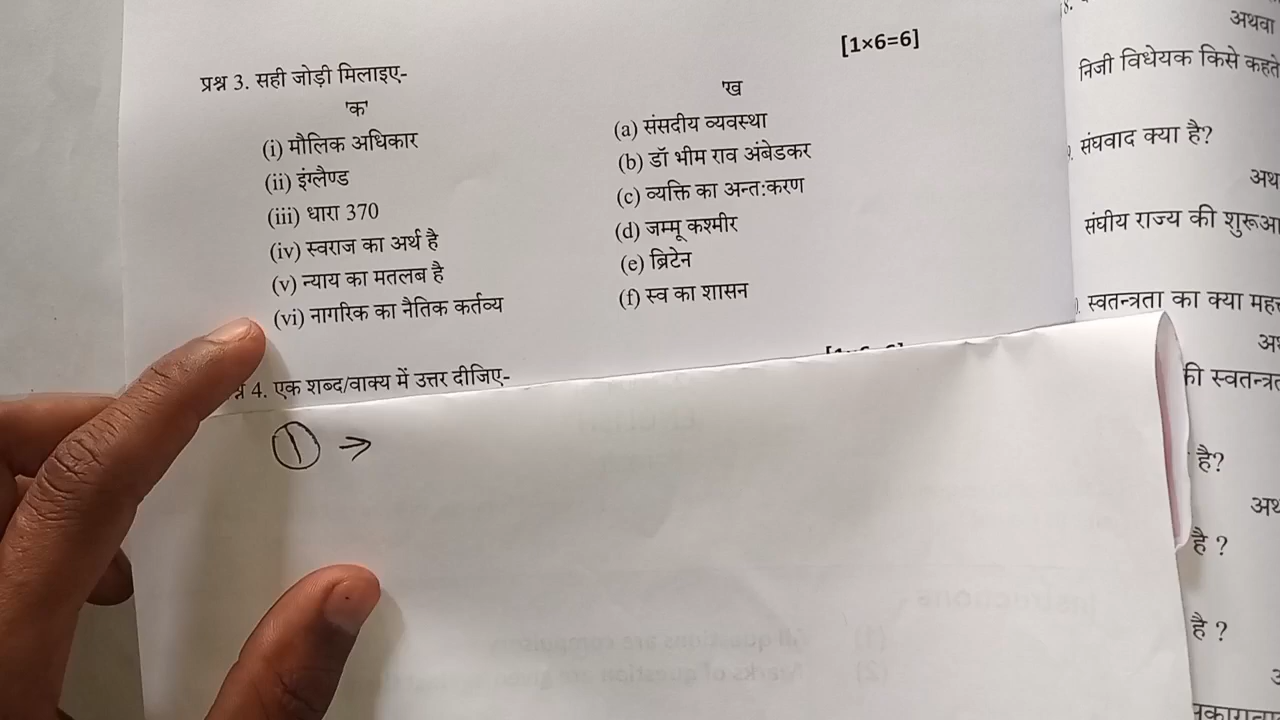 [1×6=6]
प्रश्न 3. सही जोड़ी मिलाइए-
'क'
'ख
(i) मौलिक अधिकार
(a) संसदीय व्यवस्था
(ii) इंग्लैण्ड
(b) डॉ भीम राव अंबेडकर
(iii) धारा 370
(c) व्यक्ति का अन्त:करण
(iv) स्वराज का अर्थ है
(d) जम्मू कश्मीर
(v) न्याय का मतलब है
(e) ब्रिटेन
(vi) नागरिक का नैतिक कर्तव्य
(f) स्व का शासन
4. एक शब्द/वाक्य में उत्तर दीजिए-
① →
अथवा
निजी विधेयक किसे कहते
संघवाद क्या है?
संघीय राज्य की
स्वतन्त्रता का क्या
की
है?
है ?
है ?